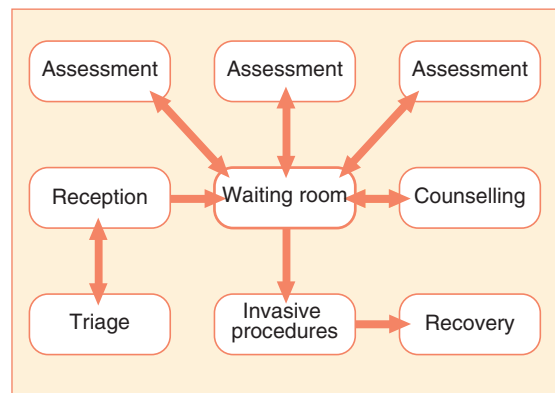 Assessment
Assessment
Assessment
Reception
Waiting room
Counselling
Triage
Invasive
procedures
Recovery